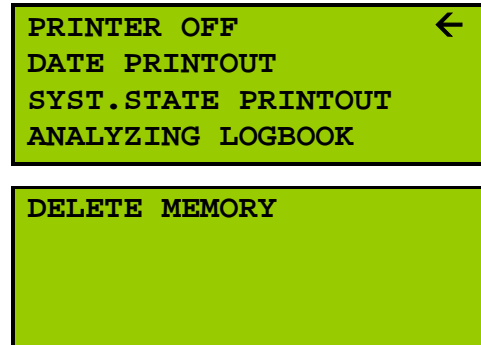 PRINTER OFF ←
DATE PRINTOUT
SYST.STATE PRINTOUT
ANALYZING LOGBOOK
DELETE MEMORY